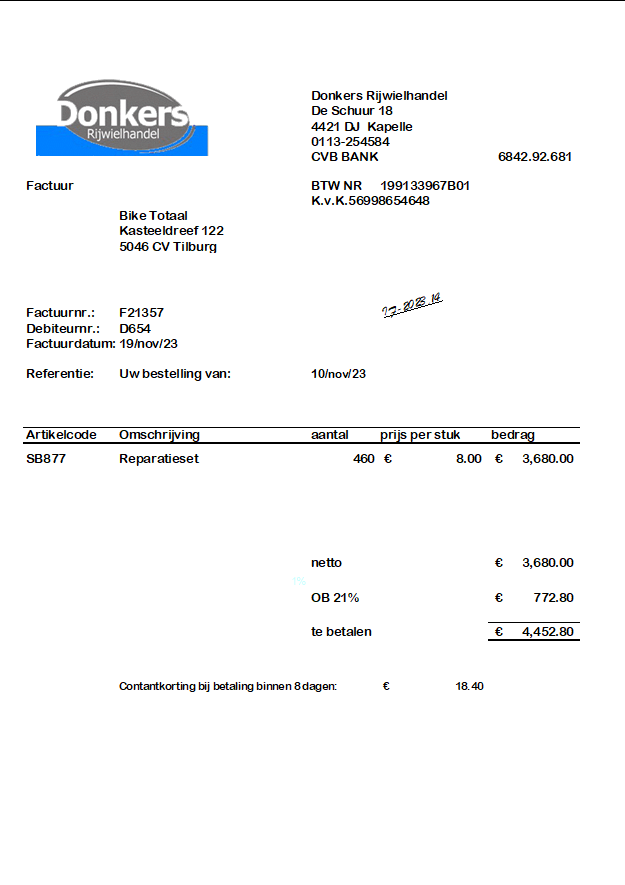 Donkers
Rijwielhandel
Donkers Rijwielhandel
De Schuur 18
4421 DJ Kapelle
0113-254584
CVB BANK 6842.92.681
Factuur BTW NR 199133967B01
K.v.K.56998654648
Bike Totaal
Kasteeldreef 122
5046 CV Tilburg
Factuurnr.: F21357
17-2023 19
Debiteurnr.: D654
Factuurdatum: 19/nov/23
Referentie: Uw bestelling van: 10/nov/23
Artikelcode Omschrijving aantal prijs per stuk bedrag
SB877 Reparatieset 460 € 8.00 € 3,680.00
netto € 3,680.00
OB 21% € 772.80
te betalen € 4,452.80
Contantkorting bij betaling binnen 8 dagen: € 18.40